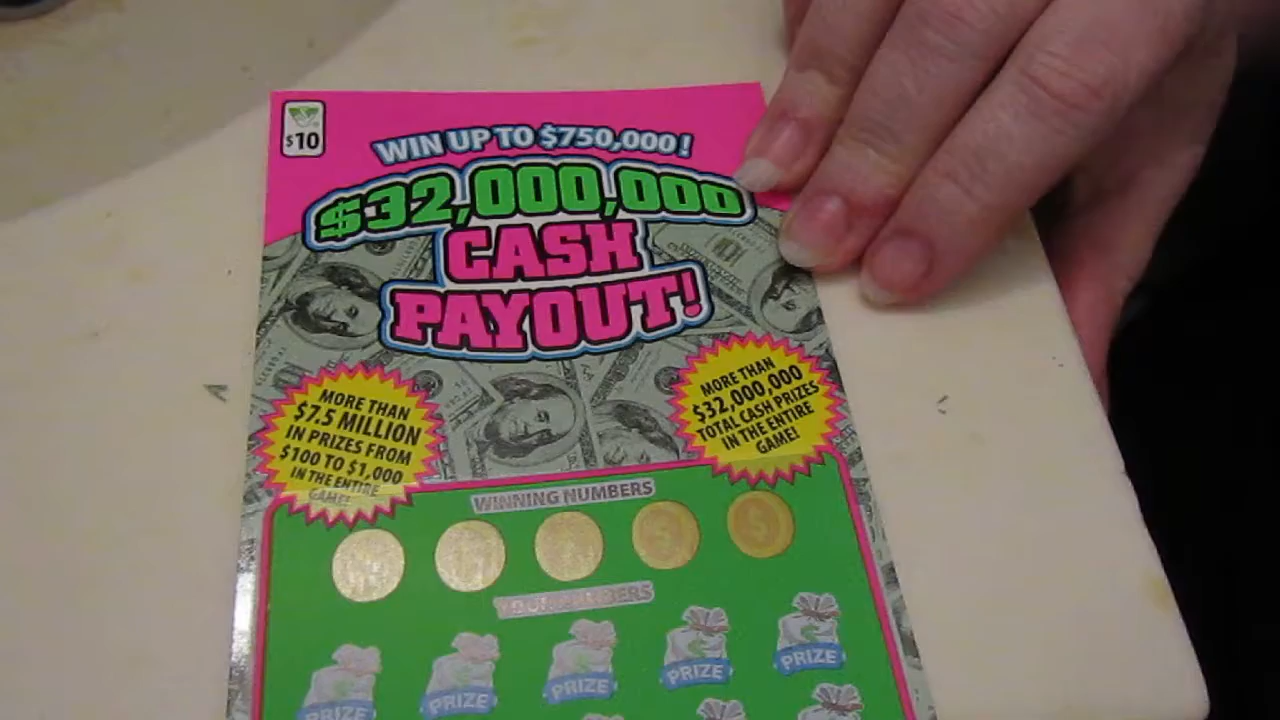 $10
WIN UP TO $750,000!
$32,000,000
CASH
PAYOUT!
MORE THAN
$7.5 MILLION
IN PRIZES FROM
$100 TO $1,000
IN THE ENTIRE
GAME!
MORE THAN
$32,000,000
TOTAL CASH PRIZES
IN THE ENTIRE
GAME!
WINNING NUMBERS
YOUR NUMBERS
PRIZE PRIZE PRIZE PRIZE PRIZE